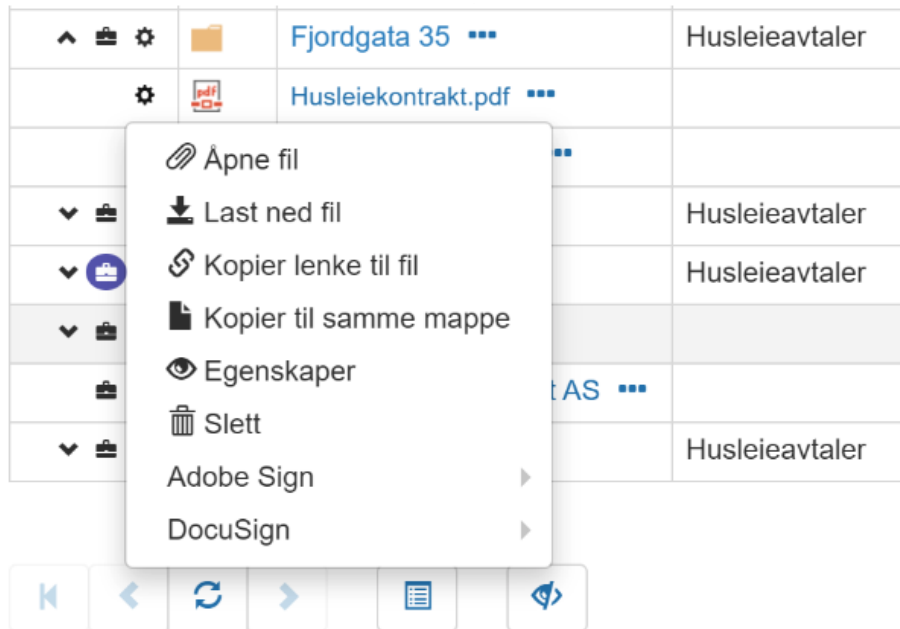 Fjordgata 35 Husleieavtaler
pdf Husleiekontrakt.pdf
Åpne fil
Last ned fil Husleieavtaler
Kopier lenke til fil Husleieavtaler
Kopier til samme mappe
Egenskaper t AS
Slett Husleieavtaler
Adobe Sign
DocuSign